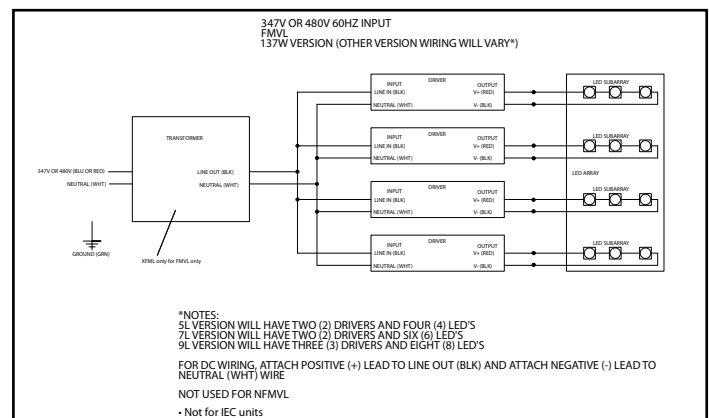 347V OR 480V 60HZ INPUT
FMVL
137W VERSION (OTHER VERSION WIRING WILL VARY*)
INPUT DRIVER OUTPUT
LINE IN (BLK) V+ (RED)
NEUTRAL (WHT) V- (BLK)
LED SUBARRAY
INPUT DRIVER OUTPUT
LINE IN (BLK) V+ (RED)
NEUTRAL (WHT) V- (BLK)
LED SUBARRAY
TRANSFORMER
347V OR 480V (BLU OR RED)
LINE OUT (BLK)
NEUTRAL (WHT)
NEUTRAL (WHT)
LED ARRAY
INPUT DRIVER OUTPUT
LINE IN (BLK) V+ (RED)
NEUTRAL (WHT) V- (BLK)
LED SUBARRAY
INPUT DRIVER OUTPUT
LINE IN (BLK) V+ (RED)
NEUTRAL (WHT) V- (BLK)
LED SUBARRAY
GROUND (GRN)
XFML only for FMVL only
*NOTES:
5L VERSION WILL HAVE TWO (2) DRIVERS AND FOUR (4) LED'S
7L VERSION WILL HAVE TWO (2) DRIVERS AND SIX (6) LED'S
9L VERSION WILL HAVE THREE (3) DRIVERS AND EIGHT (8) LED'S
FOR DC WIRING, ATTACH POSITIVE (+) LEAD TO LINE OUT (BLK) AND ATTACH NEGATIVE (-) LEAD TO
NEUTRAL (WHT) WIRE
NOT USED FOR NFMVL
• Not for IEC units